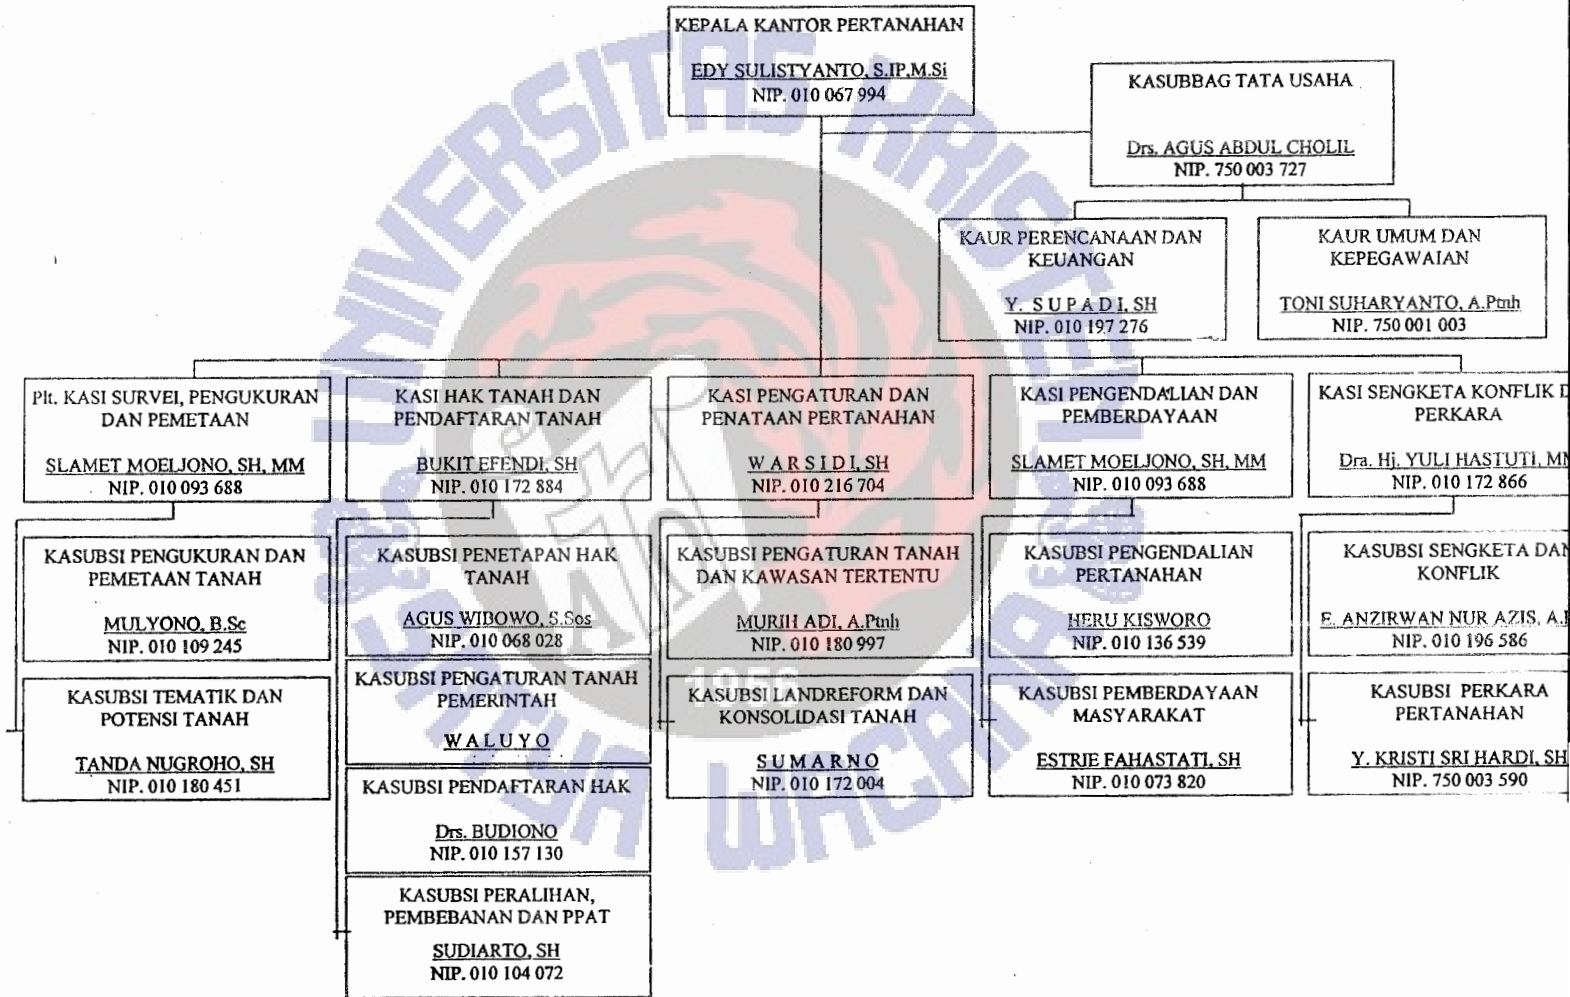 KEPALA KANTOR PERTANAHAN
EDY SULISTYANTO, S.IP,M.Si
NIP. 010 067 994
KASUBBAG TATA USAHA
Drs. AGUS ABDUL CHOLIL
NIP. 750 003 727
KAUR PERENCANAAN DAN
KEUANGAN
Y. S U P A D I, SH
NIP. 010 197 276
KAUR UMUM DAN
KEPEGAWAIAN
TONI SUHARYANTO, A.Ptnh
NIP. 750 001 003
Plt. KASI SURVEI, PENGUKURAN
DAN PEMETAAN
SLAMET MOELJONO, SH, MM
NIP. 010 093 688
KASI HAK TANAH DAN
PENDAFTARAN TANAH
BUKIT EFENDI, SH
NIP. 010 172 884
KASI PENGATURAN DAN
PENATAAN PERTANAHAN
W A R S I D I, SH
NIP. 010 216 704
KASI PENGENDALIAN DAN
PEMBERDAYAAN
SLAMET MOELJONO, SH, MM
NIP. 010 093 688
KASI SENGKETA KONFLIK
PERKARA
Dra. Hj. YULI HASTUTI,
NIP. 010 172 866
KASUBSI PENGUKURAN DAN
PEMETAAN TANAH
MULYONO, B.Sc
NIP. 010 109 245
KASUBSI TEMATIK DAN
POTENSI TANAH
TANDA NUGROHO, SH
NIP. 010 180 451
KASUBSI PENETAPAN HAK
TANAH
AGUS WIBOWO, S.Sos
NIP. 010 068 028
KASUBSI PENGATURAN TANAH
PEMERINTAH
W A L U Y O
KASUBSI PENDAFTARAN HAK
Drs. BUDIONO
NIP. 010 157 130
KASUBSI PERALIHAN,
PEMBEBANAN DAN PPAT
SUDIARTO, SH
NIP. 010 104 072
KASUBSI PENGATURAN TANAH
DAN KAWASAN TERTENTU
MURIH ADI, A.Ptnh
NIP. 010 180 997
KASUBSI LANDREFORM DAN
KONSOLIDASI TANAH
S U M A R N O
NIP. 010 172 004
KASUBSI PENGENDALIAN
PERTANAHAN
HERU KISWORO
NIP. 010 136 539
KASUBSI PEMBERDAYAAN
MASYARAKAT
ESTRIE FAHASTATI, SH
NIP. 010 073 820
KASUBSI SENGKETA DAN
KONFLIK
E. ANZIRWAN NUR AZIS,
NIP. 010 196 586
KASUBSI PERKARA
PERTANAHAN
Y. KRISTI SRI HARDI, SH
NIP. 750 003 590
UNIVERSITAS KRISTEN
SATYA WACANA
1956